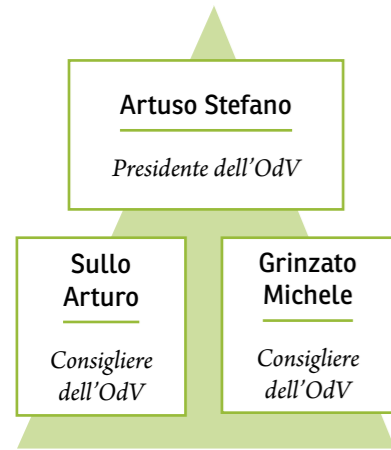 Artuso Stefano
Presidente dell’OdV
Sullo
Arturo
Consigliere
dell’OdV
Grinzato
Michele
Consigliere
dell’OdV